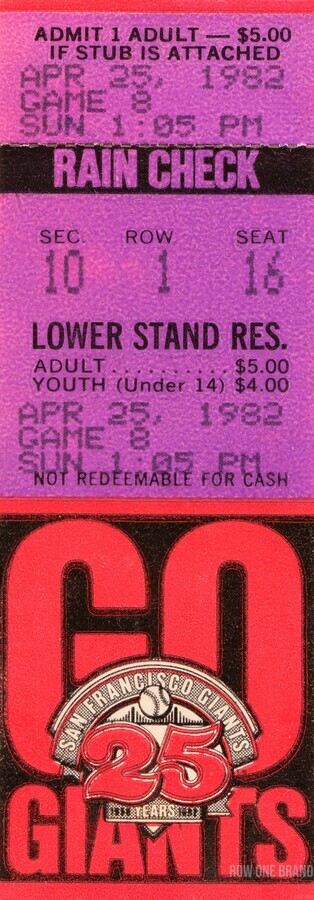 ADMIT 1 ADULT — $5.00
IF STUB IS ATTACHED
APR 25, 1982
GAME 8
SUN 1:05 PM
RAIN CHECK
SEC. ROW SEAT
10 1 16
LOWER STAND RES.
ADULT..........$5.00
YOUTH (Under 14) $4.00
APR 25, 1982
GAME 8
SUN 1:05 PM
NOT REDEEMABLE FOR CASH
GO
SAN FRANCISCO GIANTS
25
YEARS
GIANTS
ROW ONE BRAND